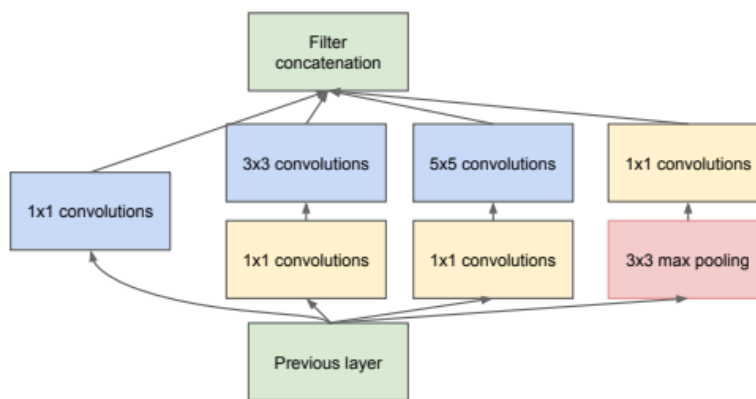 Filter
concatenation
3x3 convolutions
5x5 convolutions
1x1 convolutions
1x1 convolutions
1x1 convolutions
1x1 convolutions
3x3 max pooling
Previous layer